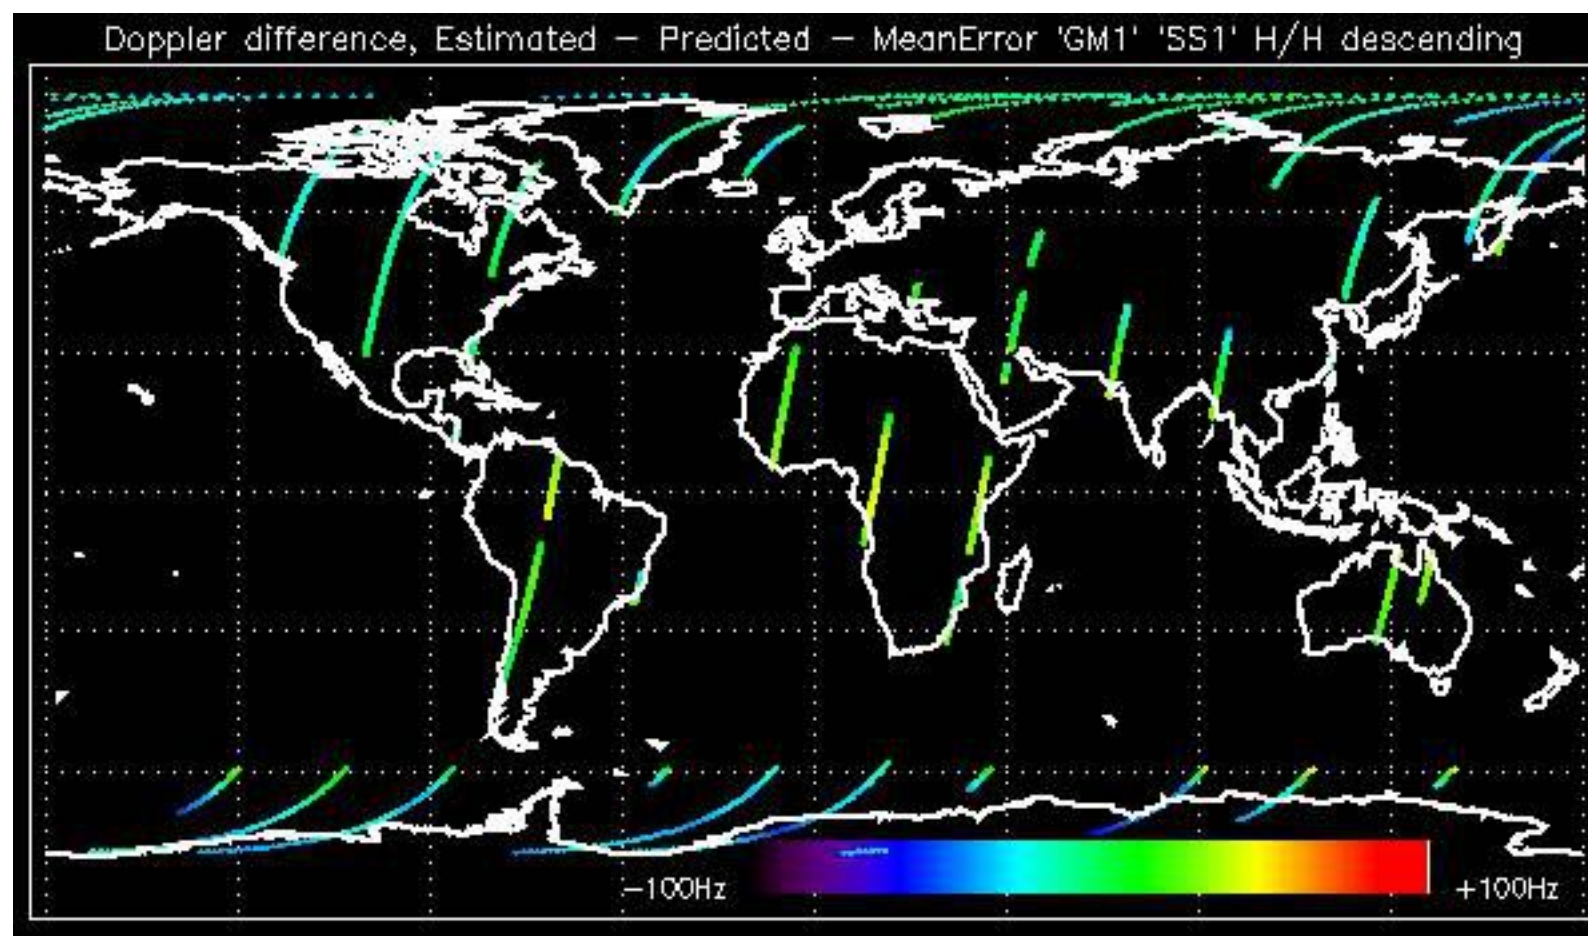 Doppler difference, Estimated – Predicted – MeanError 'GM1' 'SS1' H/H descending
–100Hz
+100Hz